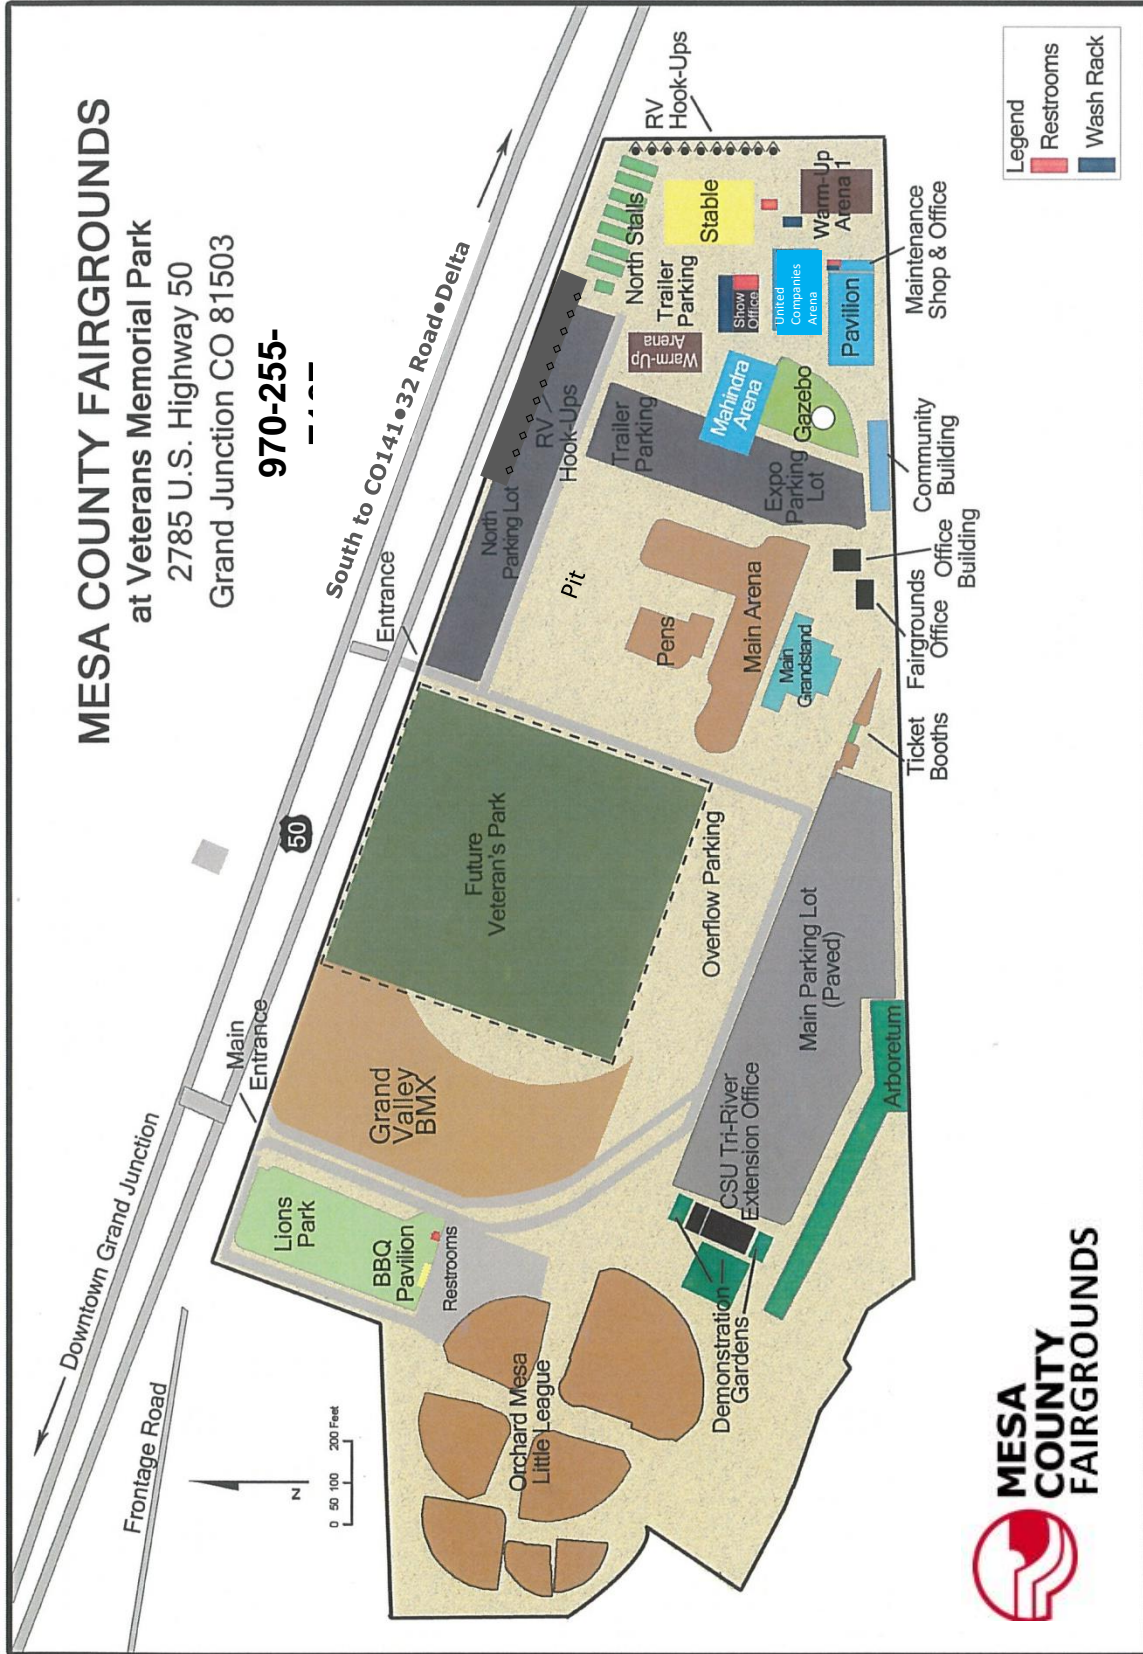 MESA COUNTY FAIRGROUNDS
at Veterans Memorial Park
2785 U.S. Highway 50
Grand Junction CO 81503
970-255-
Downtown Grand Junction
Frontage Road
South to CO141●32 Road●Delta
50
Main
Entrance
Entrance
Lions
Park
BBQ
Pavilion
Restrooms
Grand
Valley
BMX
Future
Veteran's Park
North
Parking Lot
RV
Hook-Ups
Pit
Trailer
Parking
North Stalls
Trailer
Parking
RV
Hook-Ups
Stable
Warm-Up
Arena
Show
Office
United
Companies
Arena
Warm-Up
Arena 1
Mahindra
Arena
Gazebo
Pavilion
Maintenance
Shop & Office
Expo
Parking
Lot
Community
Building
Office
Building
Fairgrounds
Office
Pens
Main Arena
Main
Grandstand
Ticket
Booths
Overflow Parking
Main Parking Lot
(Paved)
Arboretum
CSU Tri-River
Extension Office
Demonstration
Gardens
Orchard Mesa
Little League
N
0 50 100 200 Feet
Legend
Restrooms
Wash Rack
MESA
COUNTY
FAIRGROUNDS